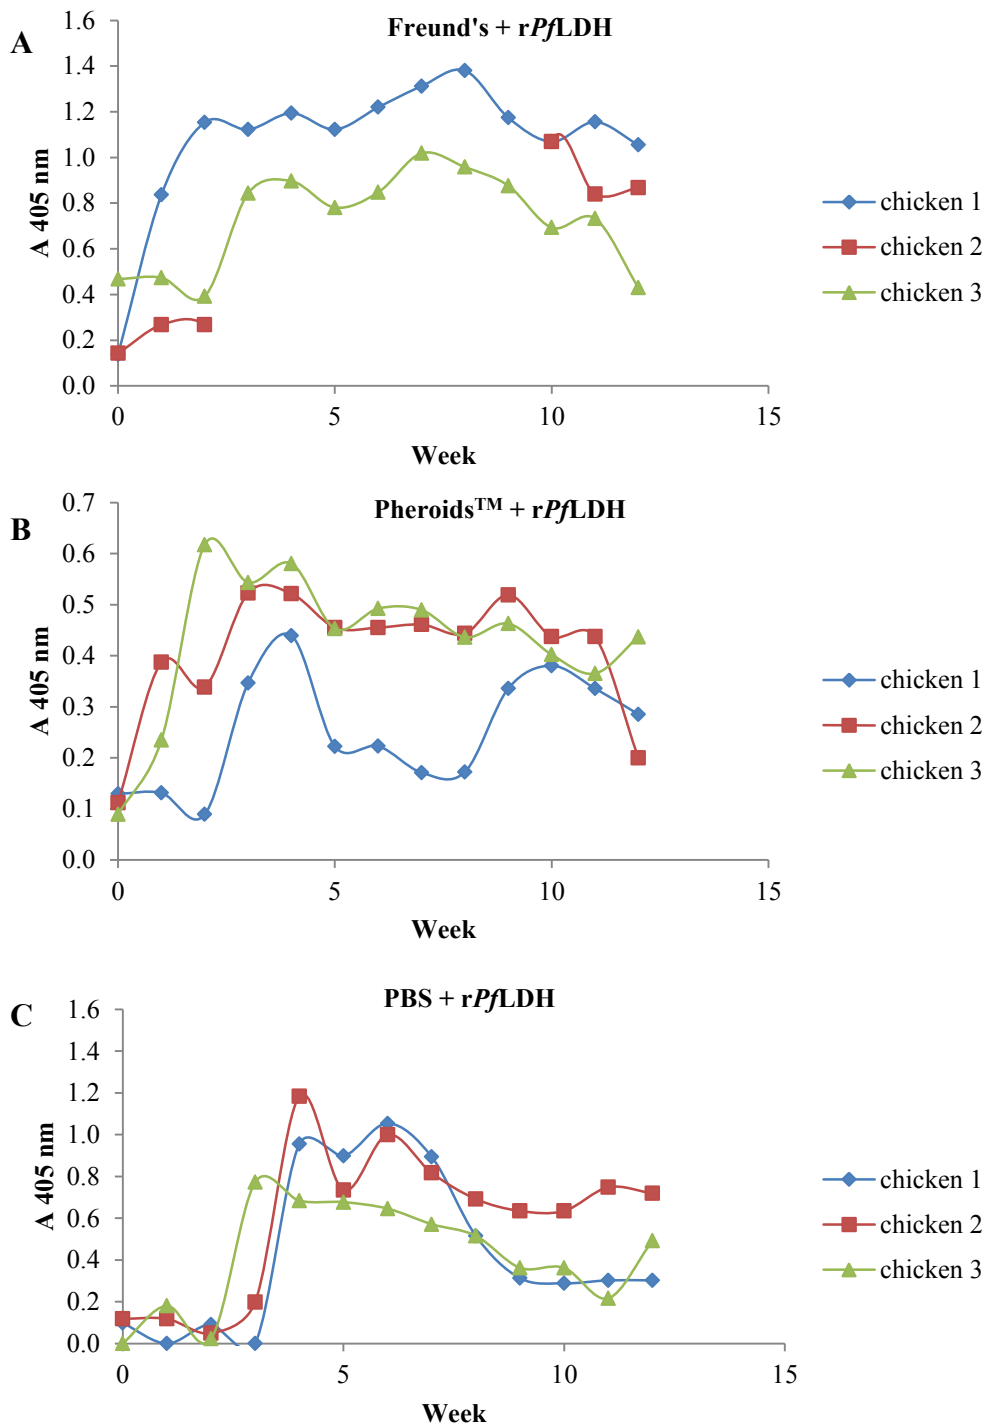 A
Freund's + rPfLDH
1.6
1.4
1.2
1.0
0.8
0.6
0.4
0.2
0.0
A 405 nm
0 5 10 15
Week
chicken 1
chicken 2
chicken 3
B
Pheroids™ + rPfLDH
0.7
0.6
0.5
0.4
0.3
0.2
0.1
0.0
A 405 nm
0 5 10 15
Week
chicken 1
chicken 2
chicken 3
C
PBS + rPfLDH
1.6
1.4
1.2
1.0
0.8
0.6
0.4
0.2
0.0
A 405 nm
0 5 10 15
Week
chicken 1
chicken 2
chicken 3